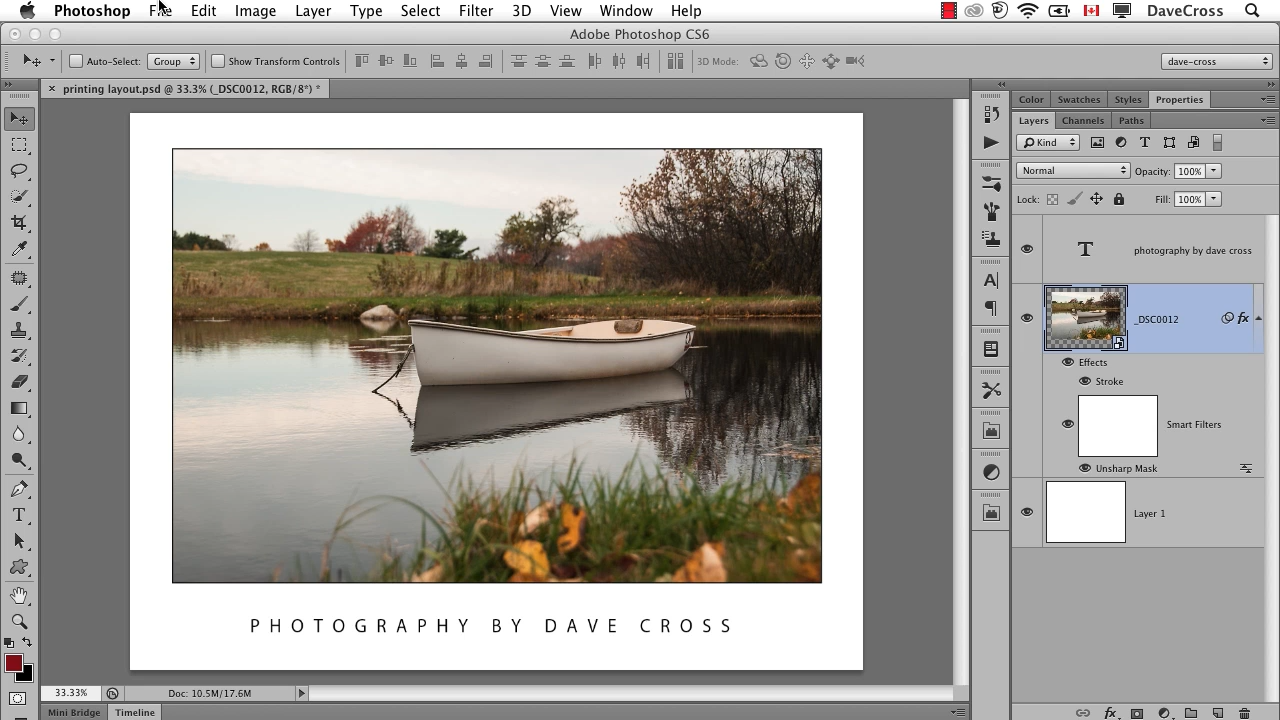 Photoshop File Edit Image Layer Type Select Filter 3D View Window Help DaveCross
Adobe Photoshop CS6
Auto-Select: Group Show Transform Controls 3D Mode: dave-cross
× printing layout.psd @ 33.3% (_DSC0012, RGB/8*) *
Color Swatches Styles Properties
Layers Channels Paths
Kind
Normal Opacity: 100%
Lock: Fill: 100%
photography by dave cross
_DSC0012 fx
Effects
Stroke
Smart Filters
Unsharp Mask
Layer 1
PHOTOGRAPHY BY DAVE CROSS
33.33% Doc: 10.5M/17.6M
Mini Bridge Timeline
fx